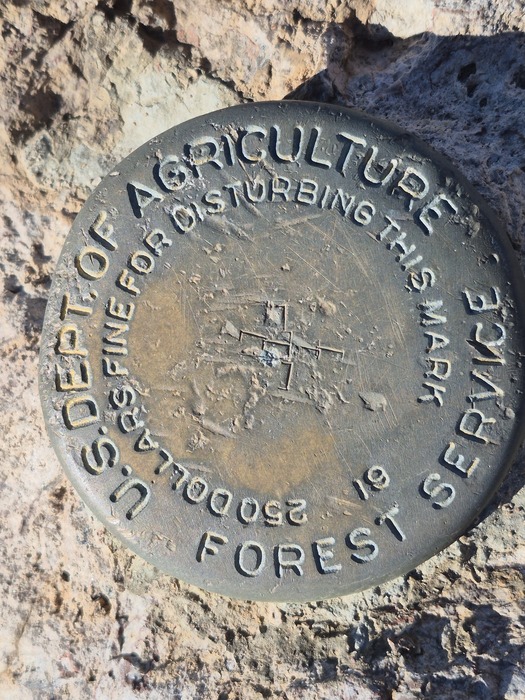 U.S. DEPT. OF AGRICULTURE
FOREST SERVICE
250 DOLLARS FINE FOR DISTURBING THIS MARK
19